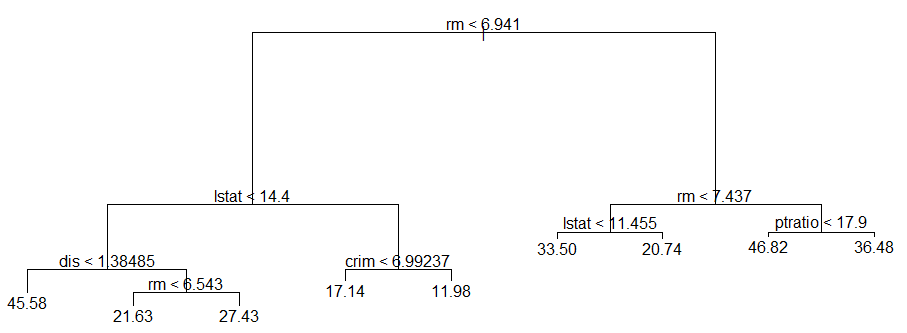 rm < 6.941
lstat < 14.4
rm < 7.437
lstat < 11.455
ptratio < 17.9
33.50
20.74
46.82
36.48
dis < 1.38485
crim < 6.99237
rm < 6.543
45.58
21.63
27.43
17.14
11.98